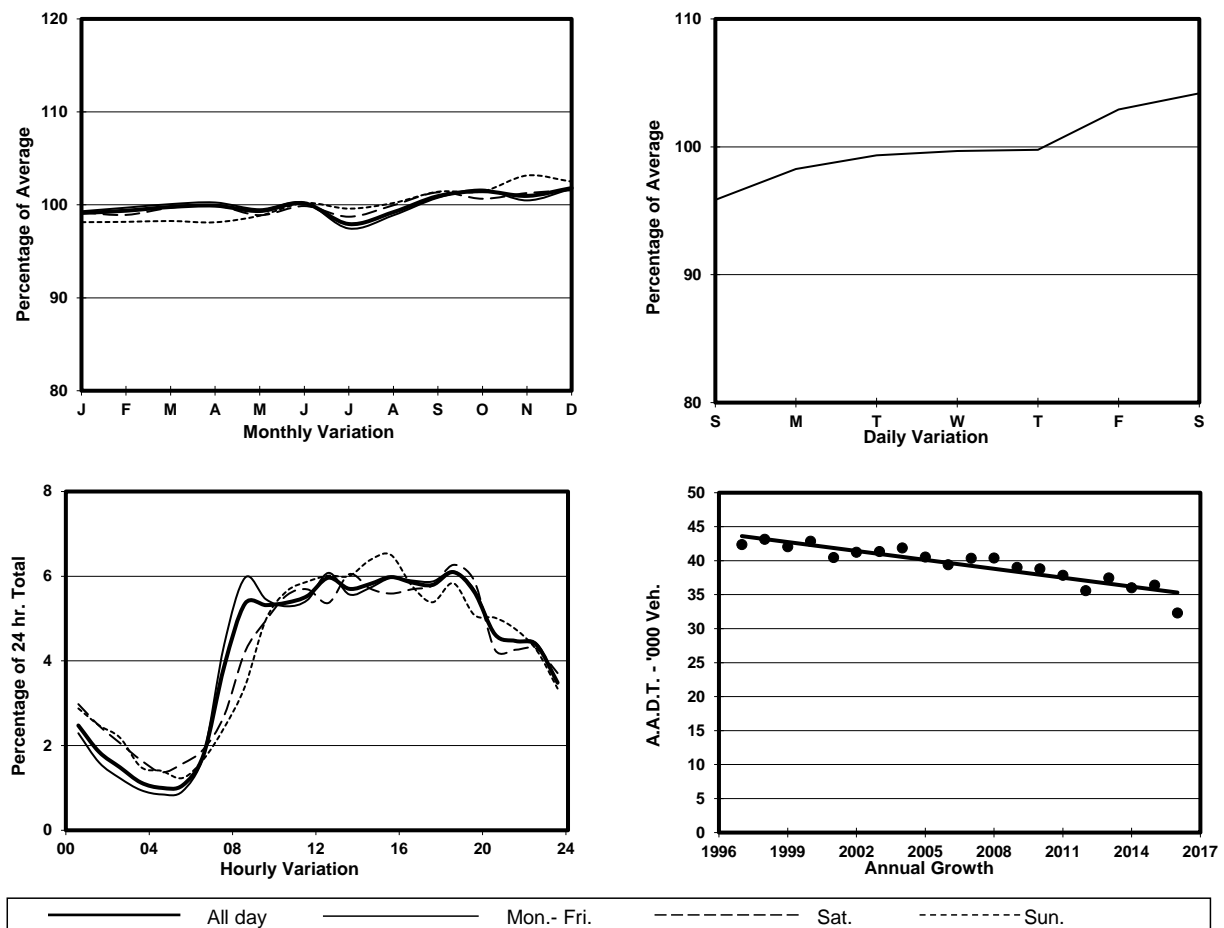 120
110
100
90
80
Percentage of Average
J F M A M J J A S O N D
Monthly Variation
110
100
90
80
Percentage of Average
S M T W T F S
Daily Variation
8
6
4
2
0
Percentage of 24 hr. Total
00 04 08 12 16 20 24
Hourly Variation
50
45
40
35
30
25
20
15
10
5
0
A.A.D.T. - '000 Veh.
1996 1999 2002 2005 2008 2011 2014 2017
Annual Growth
All day Mon.- Fri. Sat. Sun.